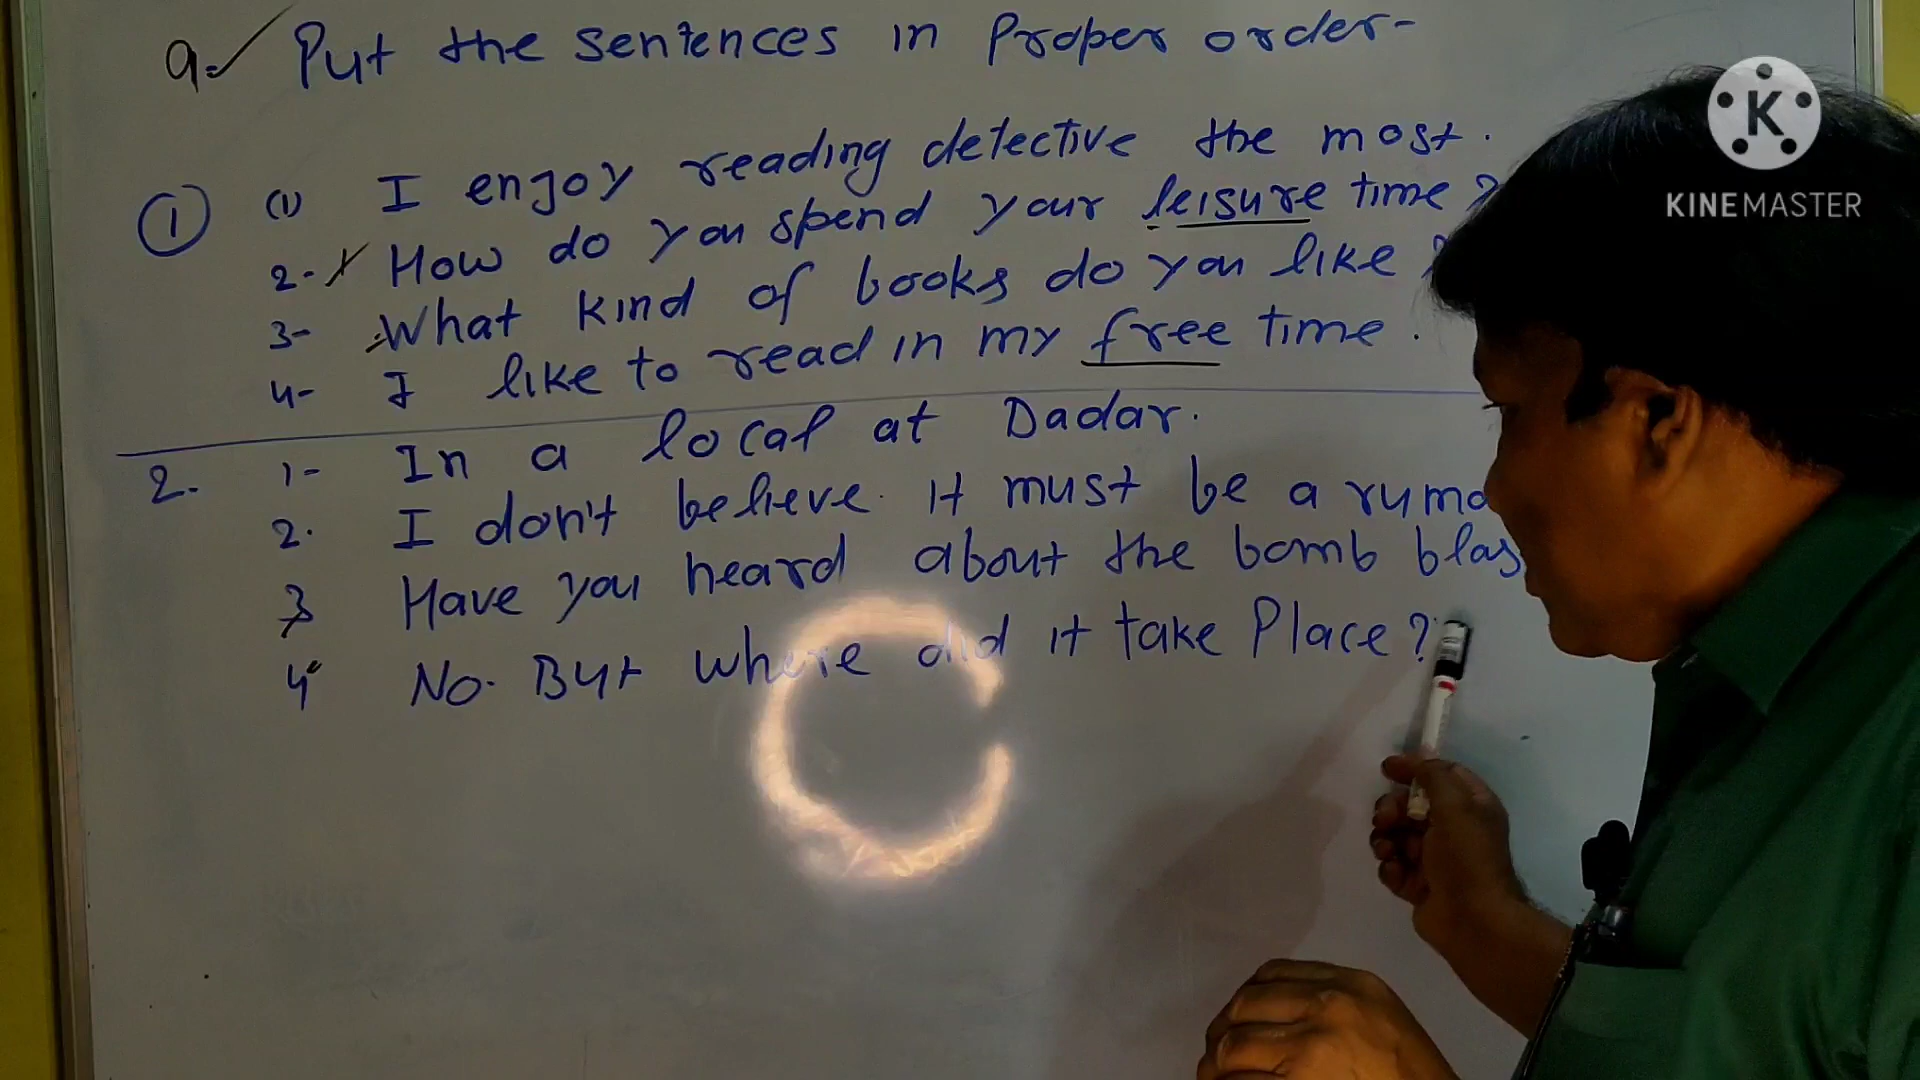 Q. Put the sentences in Proper order-
① (1) I enjoy reading detective the most.
2- How do you spend your leisure time ?
3- What kind of books do you like ?
4- I like to read in my free time.
2. 1- In a local at Dadar.
2. I don't believe. it must be a rumo
3 Have you heard about the bomb blas
4 No. But where did it take Place?
K
KINEMASTER